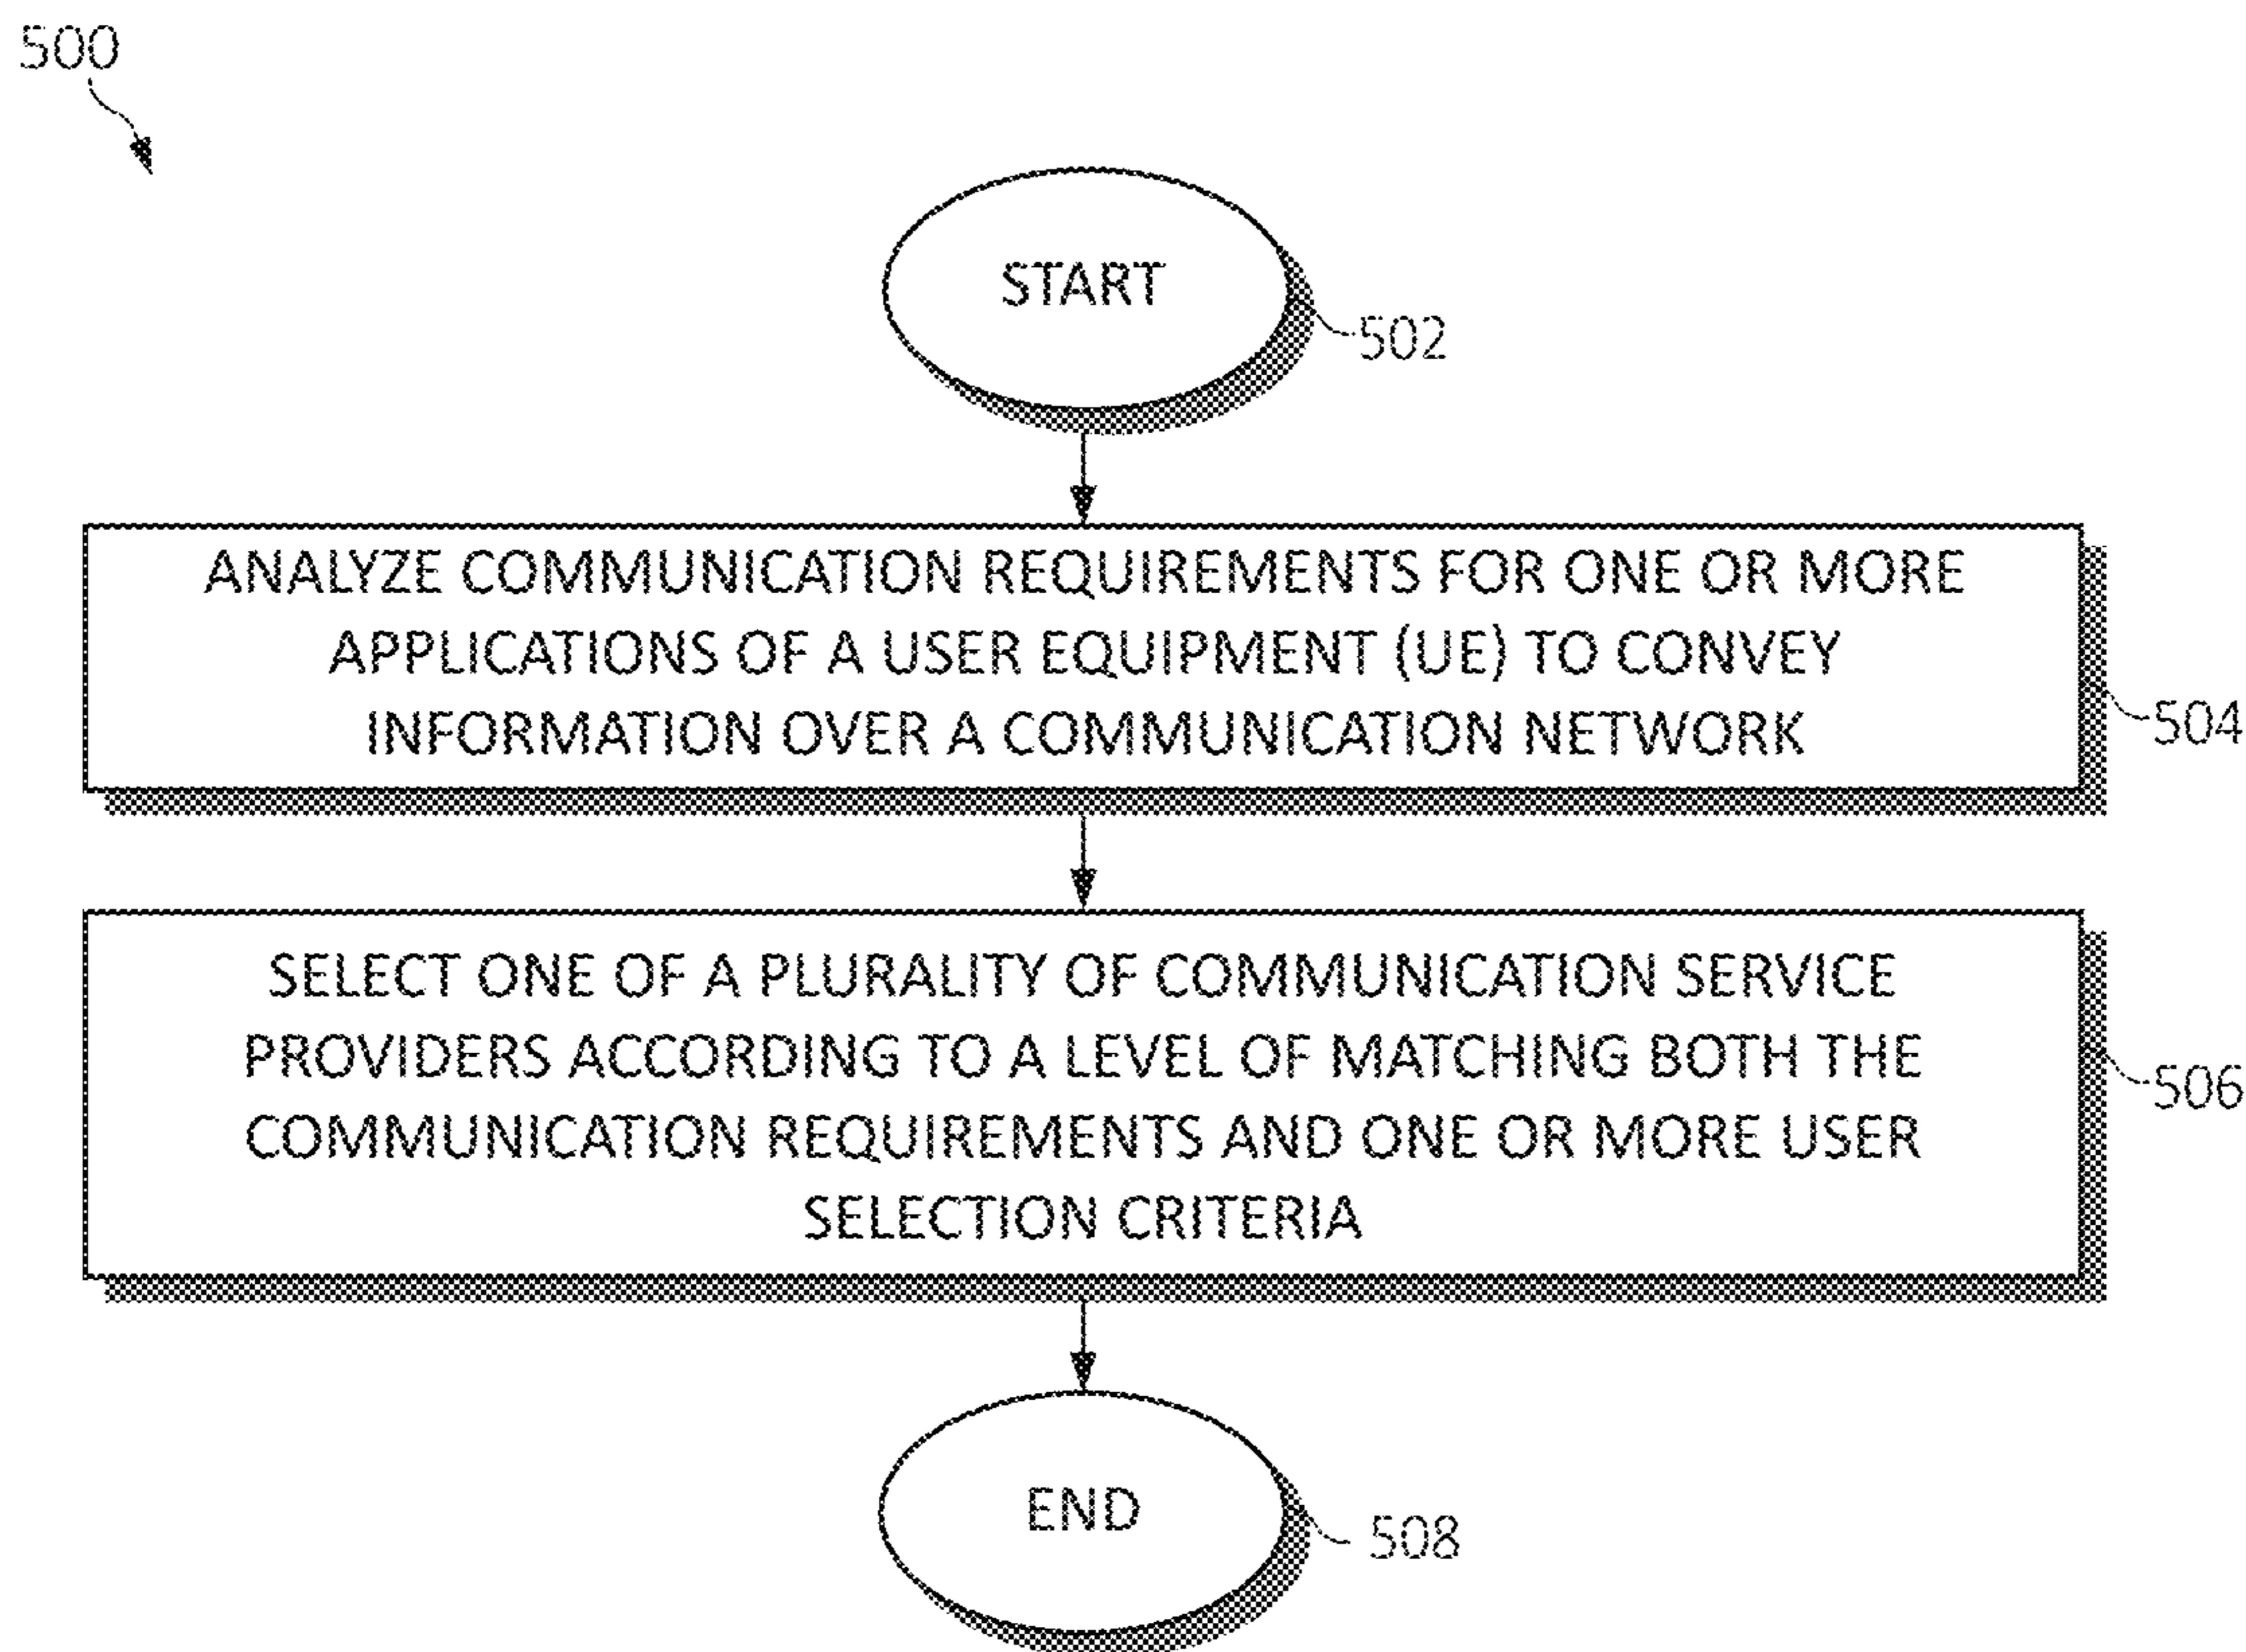 500
START
502
ANALYZE COMMUNICATION REQUIREMENTS FOR ONE OR MORE
APPLICATIONS OF A USER EQUIPMENT (UE) TO CONVEY
INFORMATION OVER A COMMUNICATION NETWORK
504
SELECT ONE OF A PLURALITY OF COMMUNICATION SERVICE
PROVIDERS ACCORDING TO A LEVEL OF MATCHING BOTH THE
COMMUNICATION REQUIREMENTS AND ONE OR MORE USER
SELECTION CRITERIA
506
END
508